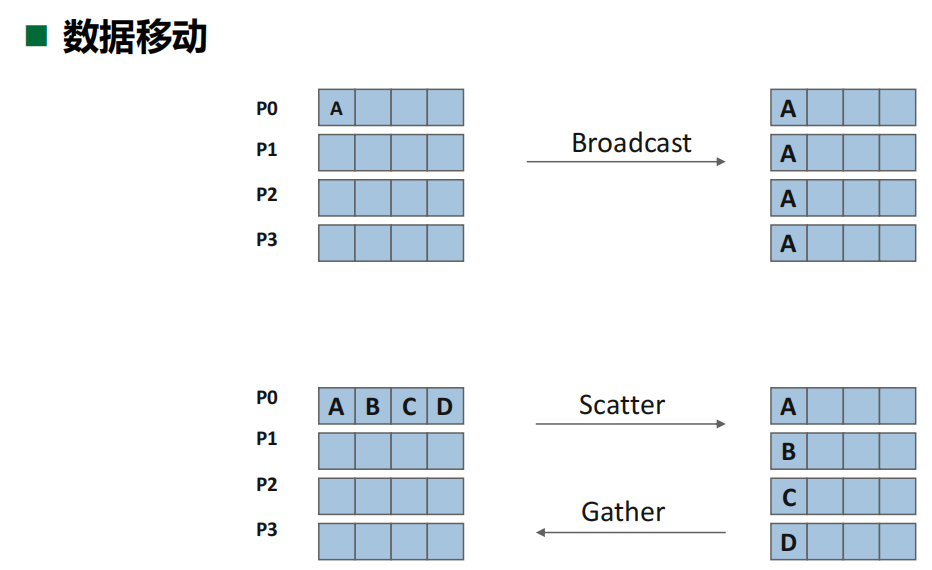 数据移动
P0 A A
Broadcast
P1 A
P2 A
P3 A
P0 A B C D Scatter A
P1 B
P2 C
Gather
P3 D